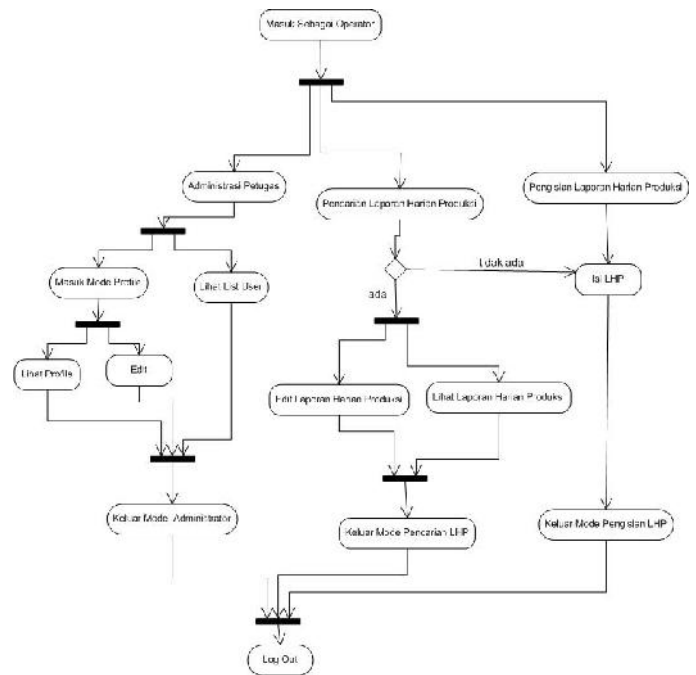 Masuk Sebagai Operator
Administrasi Petugas
Pencarian Laporan Harian Produksi
Pengisian Laporan Harian Produksi
Masuk Mode Profile
Lihat List User
tidak ada
Isi LHP
ada
Lihat Profile
Edit
Edit Laporan Harian Produksi
Lihat Laporan Harian Produks
Keluar Mode Administrator
Keluar Mode Pencarian LHP
Keluar Mode Pengisian LHP
Log Out